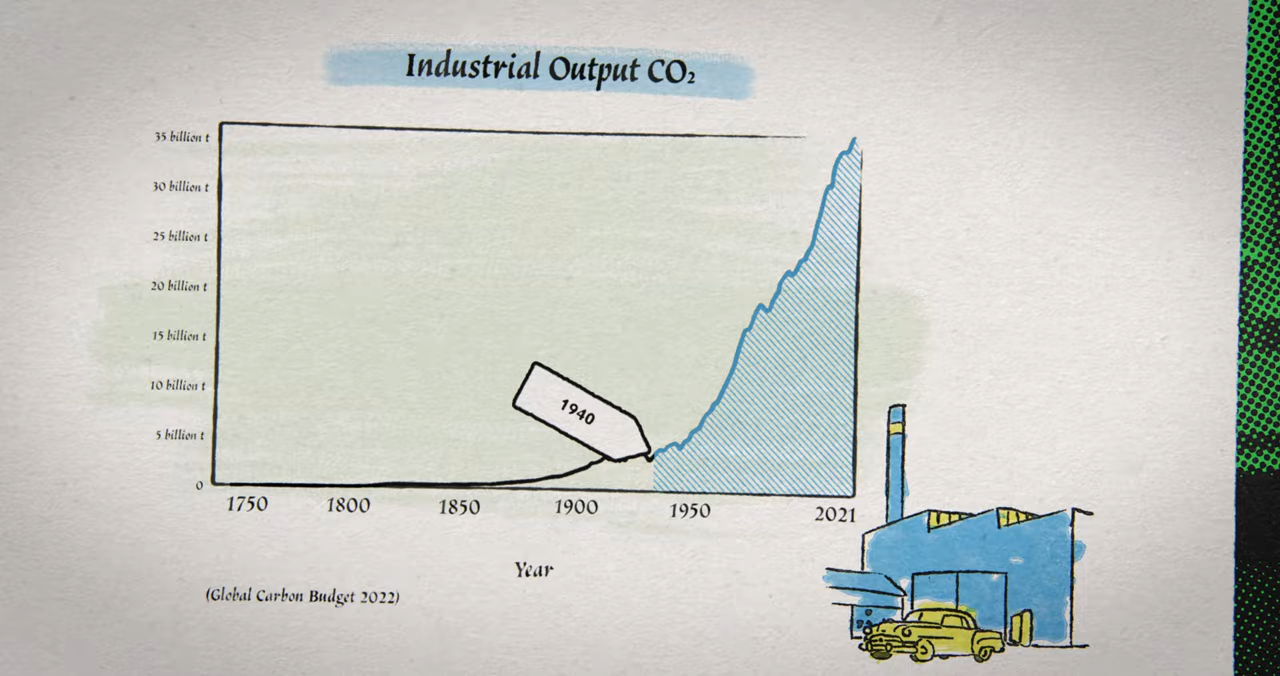 Industrial Output CO₂
35 billion t
30 billion t
25 billion t
20 billion t
15 billion t
10 billion t
5 billion t
0
1940
1750 1800 1850 1900 1950 2021
Year
(Global Carbon Budget 2022)